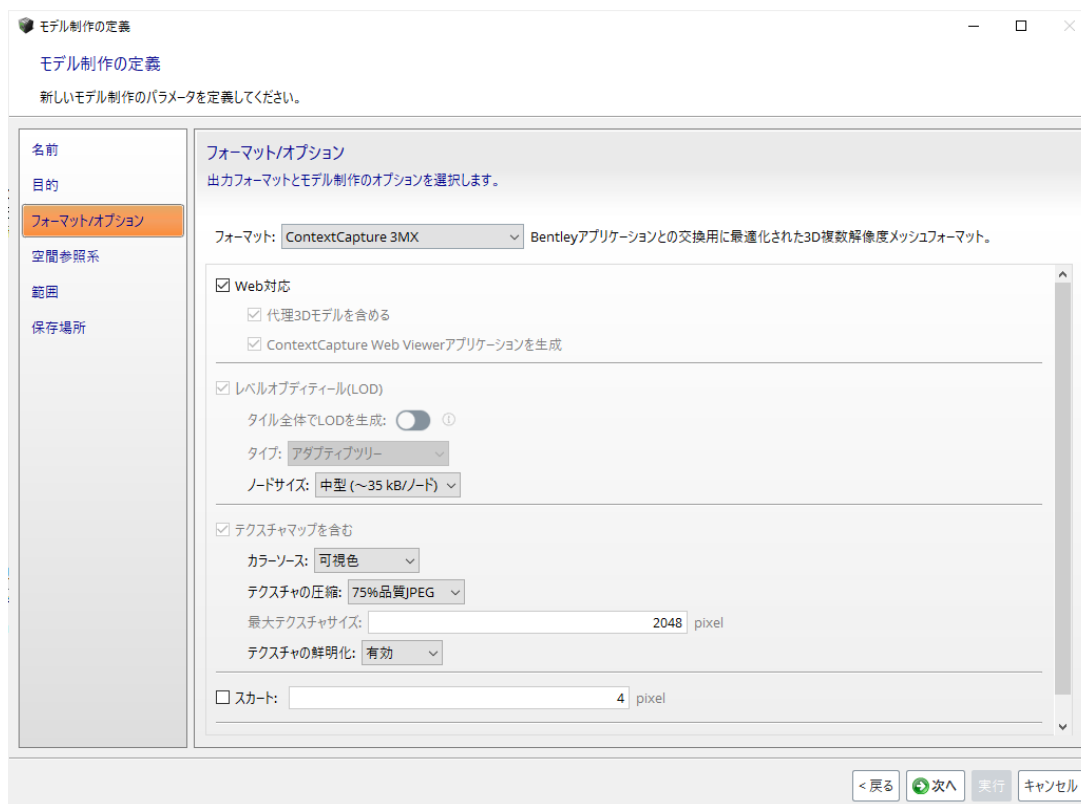 モデル制作の定義
モデル制作の定義
新しいモデル制作のパラメータを定義してください。
名前
目的
フォーマット/オプション
空間参照系
範囲
保存場所
フォーマット/オプション
出力フォーマットとモデル制作のオプションを選択します。
フォーマット: ContextCapture 3MX Bentleyアプリケーションとの交換用に最適化された3D複数解像度メッシュフォーマット。
Web対応
代理3Dモデルを含める
ContextCapture Web Viewerアプリケーションを生成
レベルオブディティール(LOD)
タイル全体でLODを生成:
タイプ: アダプティブツリー
ノードサイズ: 中型 (～35 kB/ノード)
テクスチャマップを含む
カラーソース: 可視色
テクスチャの圧縮: 75%品質JPEG
最大テクスチャサイズ: 2048 pixel
テクスチャの鮮明化: 有効
スカート: 4 pixel
< 戻る 次へ 実行 キャンセル